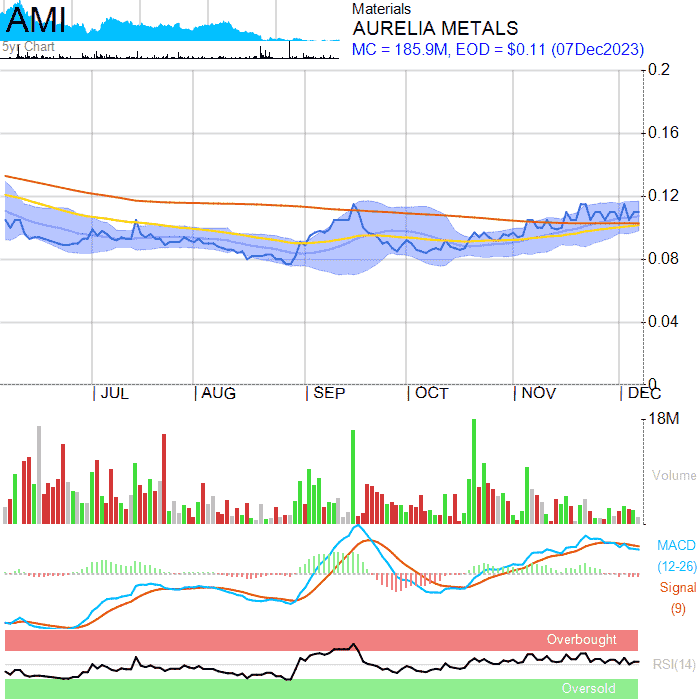 AMI
5yr Chart
Materials
AURELIA METALS
MC = 185.9M, EOD = $0.11 (07Dec2023)
0.2
0.16
0.12
0.08
0.04
0
JUL AUG SEP OCT NOV DEC
18M
Volume
MACD
(12-26)
Signal
(9)
Overbought
RSI(14)
Oversold